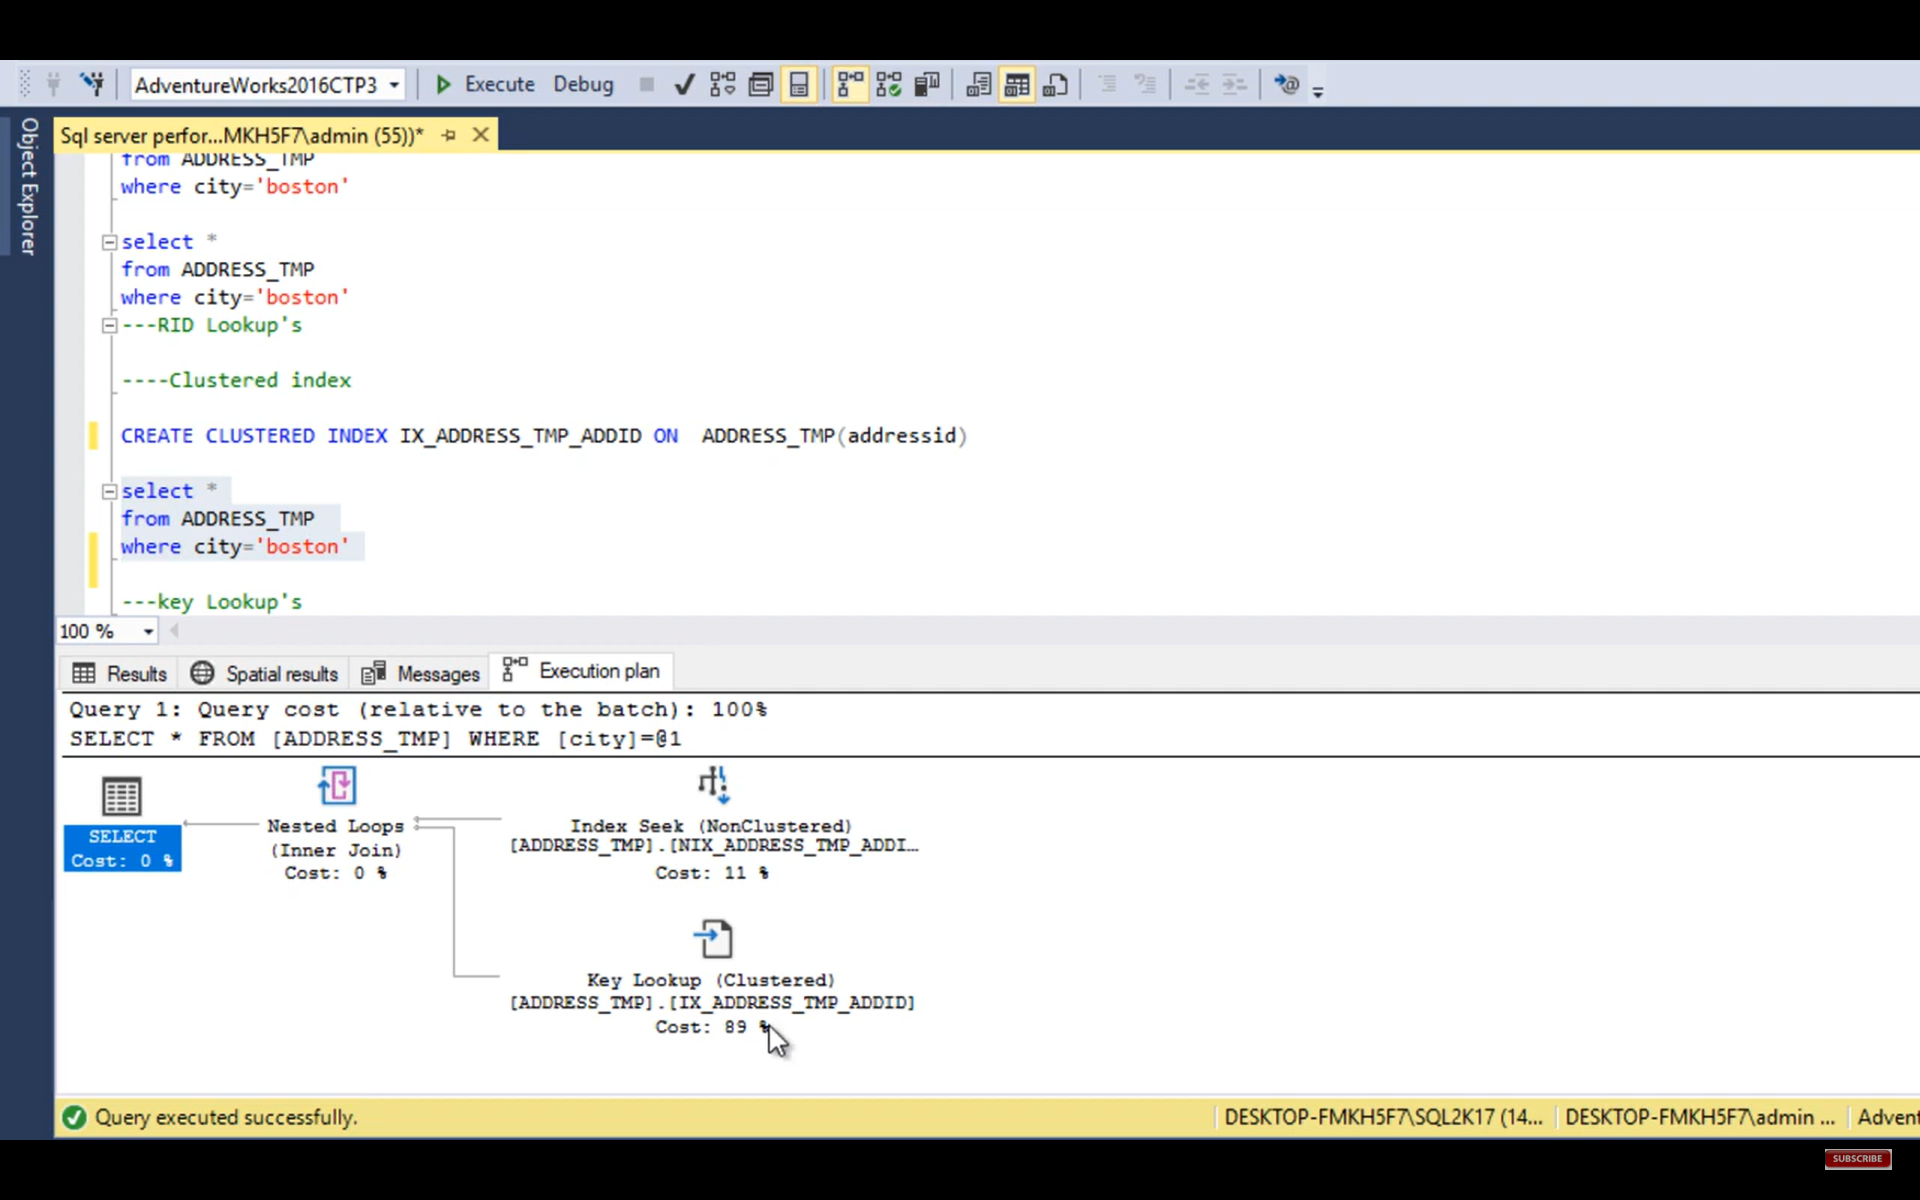 AdventureWorks2016CTP3
Execute
Debug
Object Explorer
Sql server perfor...MKH5F7\admin (55))*
from ADDRESS_TMP
where city='boston'
select *
from ADDRESS_TMP
where city='boston'
---RID Lookup's
----Clustered index
CREATE CLUSTERED INDEX IX_ADDRESS_TMP_ADDID ON  ADDRESS_TMP(addressid)
select *
from ADDRESS_TMP
where city='boston'
---key Lookup's
100 %
Results
Spatial results
Messages
Execution plan
Query 1: Query cost (relative to the batch): 100%
SELECT * FROM [ADDRESS_TMP] WHERE [city]=@1
SELECT
Cost: 0 %
Nested Loops
(Inner Join)
Cost: 0 %
Index Seek (NonClustered)
[ADDRESS_TMP].[NIX_ADDRESS_TMP_ADDI...
Cost: 11 %
Key Lookup (Clustered)
[ADDRESS_TMP].[IX_ADDRESS_TMP_ADDID]
Cost: 89 %
Query executed successfully.
DESKTOP-FMKH5F7\SQL2K17 (14...
DESKTOP-FMKH5F7\admin ...
Advent
SUBSCRIBE